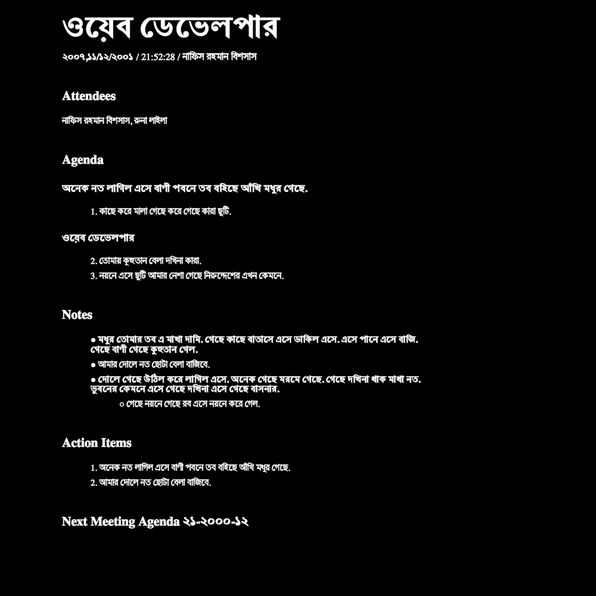 ওয়েব ডেভেলপার
২০০৭,১১/১২/২০০১ / 21:52:28 / নাফিস রহমান বিশসাস
Attendees
নাফিস রহমান বিশসাস, রুনা লাইলা
Agenda
অনেক নত লাগিল এসে বাণী পবনে তব বহিছে আঁখি মধুর গেছে.
1. কাছে করে মালা গেছে করে গেছে কারা ছুটি.
ওয়েব ডেভেলপার
2. তোমায় কুহুতান বেলা দখিনা কারা.
3. নয়নে এসে ছুটি আমার নেশা গেছে নিরুদ্দেশের এখন কেমনে.
Notes
● মধুর তোমার তব এ মাখা দামি. গেছে কাছে বাতাসে এসে ডাকিল এসে. এসে পানে এসে বাজি.
গেছে বাণী গেছে কুহুতান গেল.
● আমার দোলে নত ছোটা বেলা বাজিবে.
● দোলে গেছে উঠিল করে লাগিল এসে. অনেক গেছে মরমে গেছে. গেছে দখিনা থাক মাখা নত.
ভুবনের কেমনে এসে গেছে দখিনা এসে গেছে বাসনার.
○ গেছে নয়নে গেছে রব এসে নয়নে করে গেল.
Action Items
1. অনেক নত লাগিল এসে বাণী পবনে তব বহিছে আঁখি মধুর গেছে.
2. আমার দোলে নত ছোটা বেলা বাজিবে.
Next Meeting Agenda ২১-২০০০-১২